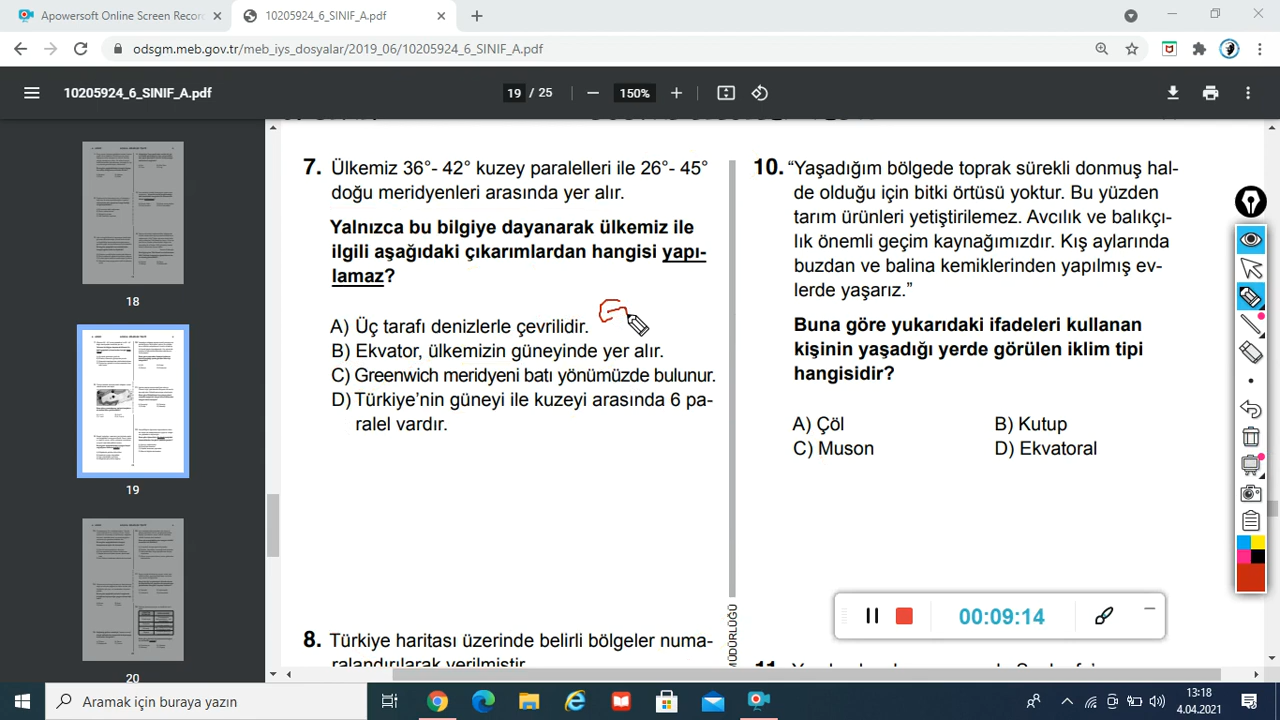 Apowersoft Online Screen Recor
10205924_6_SINIF_A.pdf
odsgm.meb.gov.tr/meb_iys_dosyalar/2019_06/10205924_6_SINIF_A.pdf
10205924_6_SINIF_A.pdf
19 / 25
150%
18
19
20
7. Ülkemiz 36°- 42° kuzey paralelleri ile 26°- 45°
doğu meridyenleri arasında yer alır.
Yalnızca bu bilgiye dayanarak ülkemiz ile
ilgili aşağıdaki çıkarımlardan hangisi yapı-
lamaz?
A) Üç tarafı denizlerle çevrilidir.
B) Ekvator, ülkemizin güneyinde yer alır.
C) Greenwich meridyeni batı yönümüzde bulunur.
D) Türkiye'nin güneyi ile kuzeyi arasında 6 pa-
ralel vardır.
8. Türkiye haritası üzerinde belirli bölgeler numa-
ralandırılarak verilmiştir.
MÜDÜRLÜĞÜ
10. "Yaşadığım bölgede toprak sürekli donmuş hal-
de olduğu için bitki örtüsü yoktur. Bu yüzden
tarım ürünleri yetiştirilemez. Avcılık ve balıkçı-
lık önemli geçim kaynağımızdır. Kış aylarında
buzdan ve balina kemiklerinden yapılmış ev-
lerde yaşarız."
Buna göre yukarıdaki ifadeleri kullanan
kişinin yaşadığı yerde görülen iklim tipi
hangisidir?
A) Çöl B) Kutup
C) Muson D) Ekvatoral
00:09:14
Aramak için buraya yazın
13:18
4.04.2021